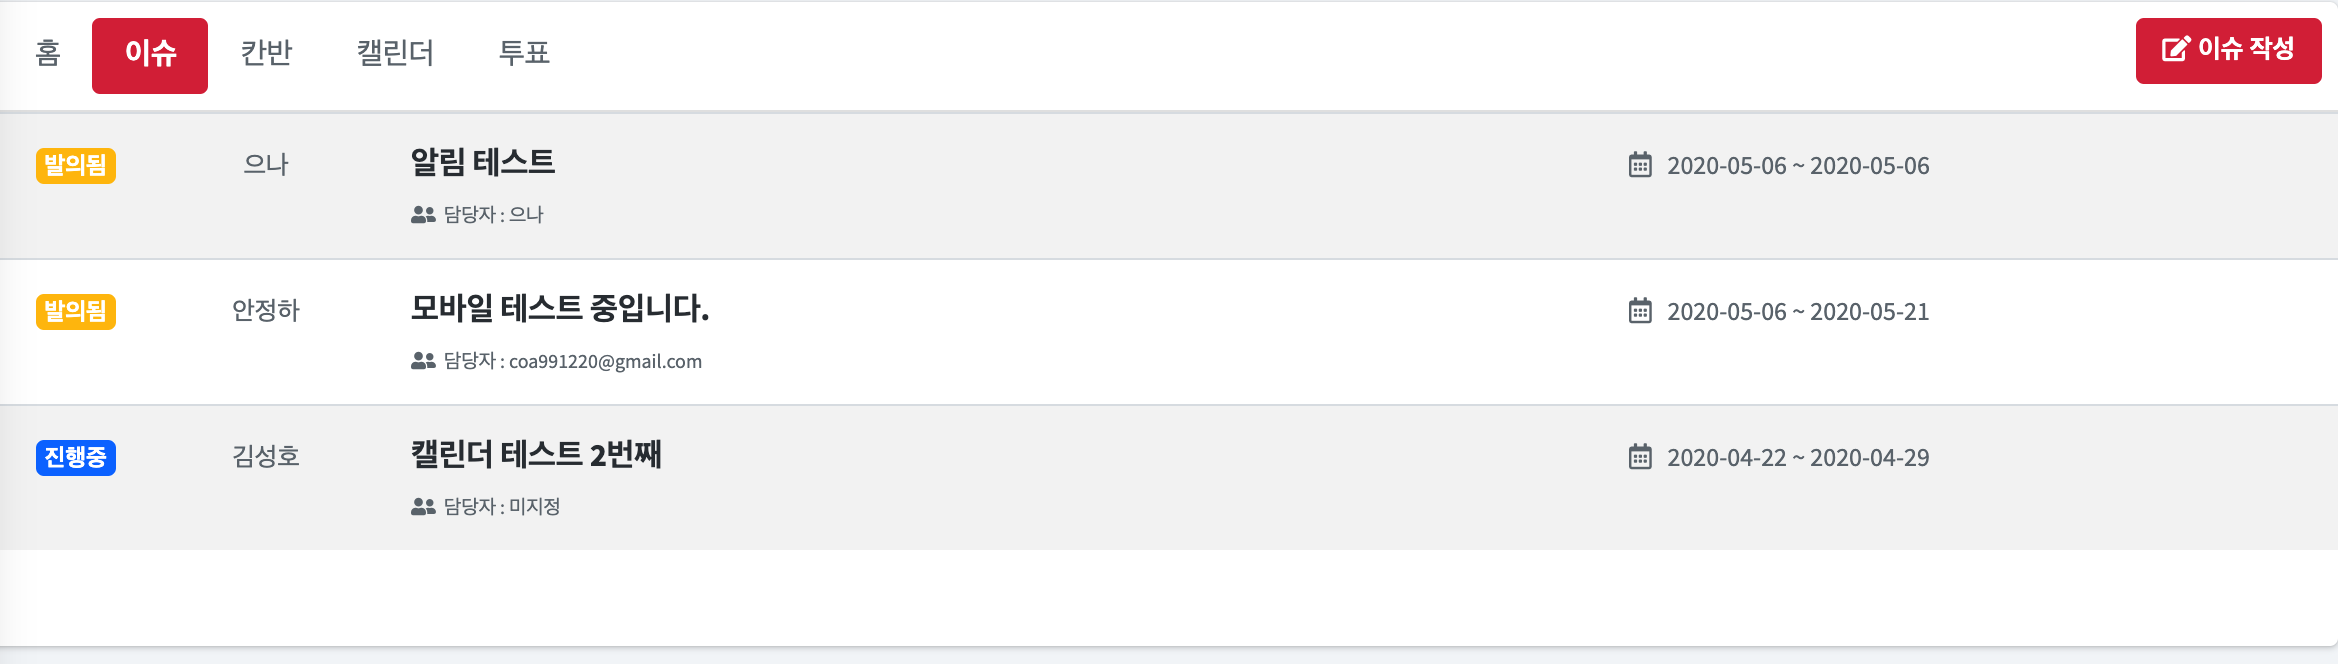 홈 이슈 칸반 캘린더 투표 이슈 작성
발의됨 으나 알림 테스트 2020-05-06 ~ 2020-05-06
담당자 : 으나
발의됨 안정하 모바일 테스트 중입니다. 2020-05-06 ~ 2020-05-21
담당자 : coa991220@gmail.com
진행중 김성호 캘린더 테스트 2번째 2020-04-22 ~ 2020-04-29
담당자 : 미지정